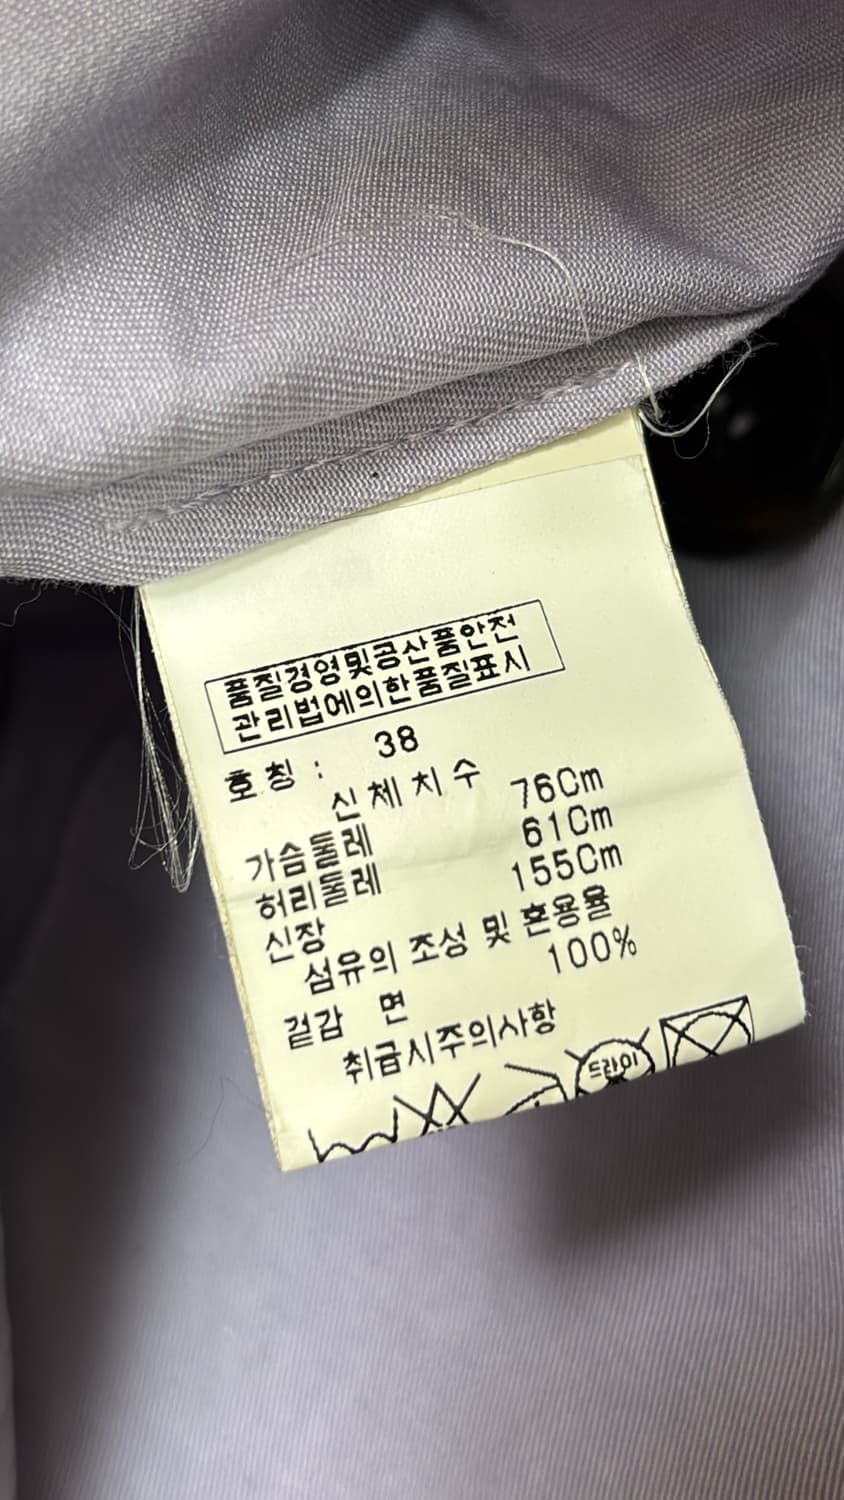 품질경영및공산품안전
관리법에의한품질표시
호칭 : 38
신체치수
가슴둘레 76Cm
허리둘레 61Cm
신장 155Cm
섬유의 조성 및 혼용율
겉감 면 100%
취급시주의사항
드라이